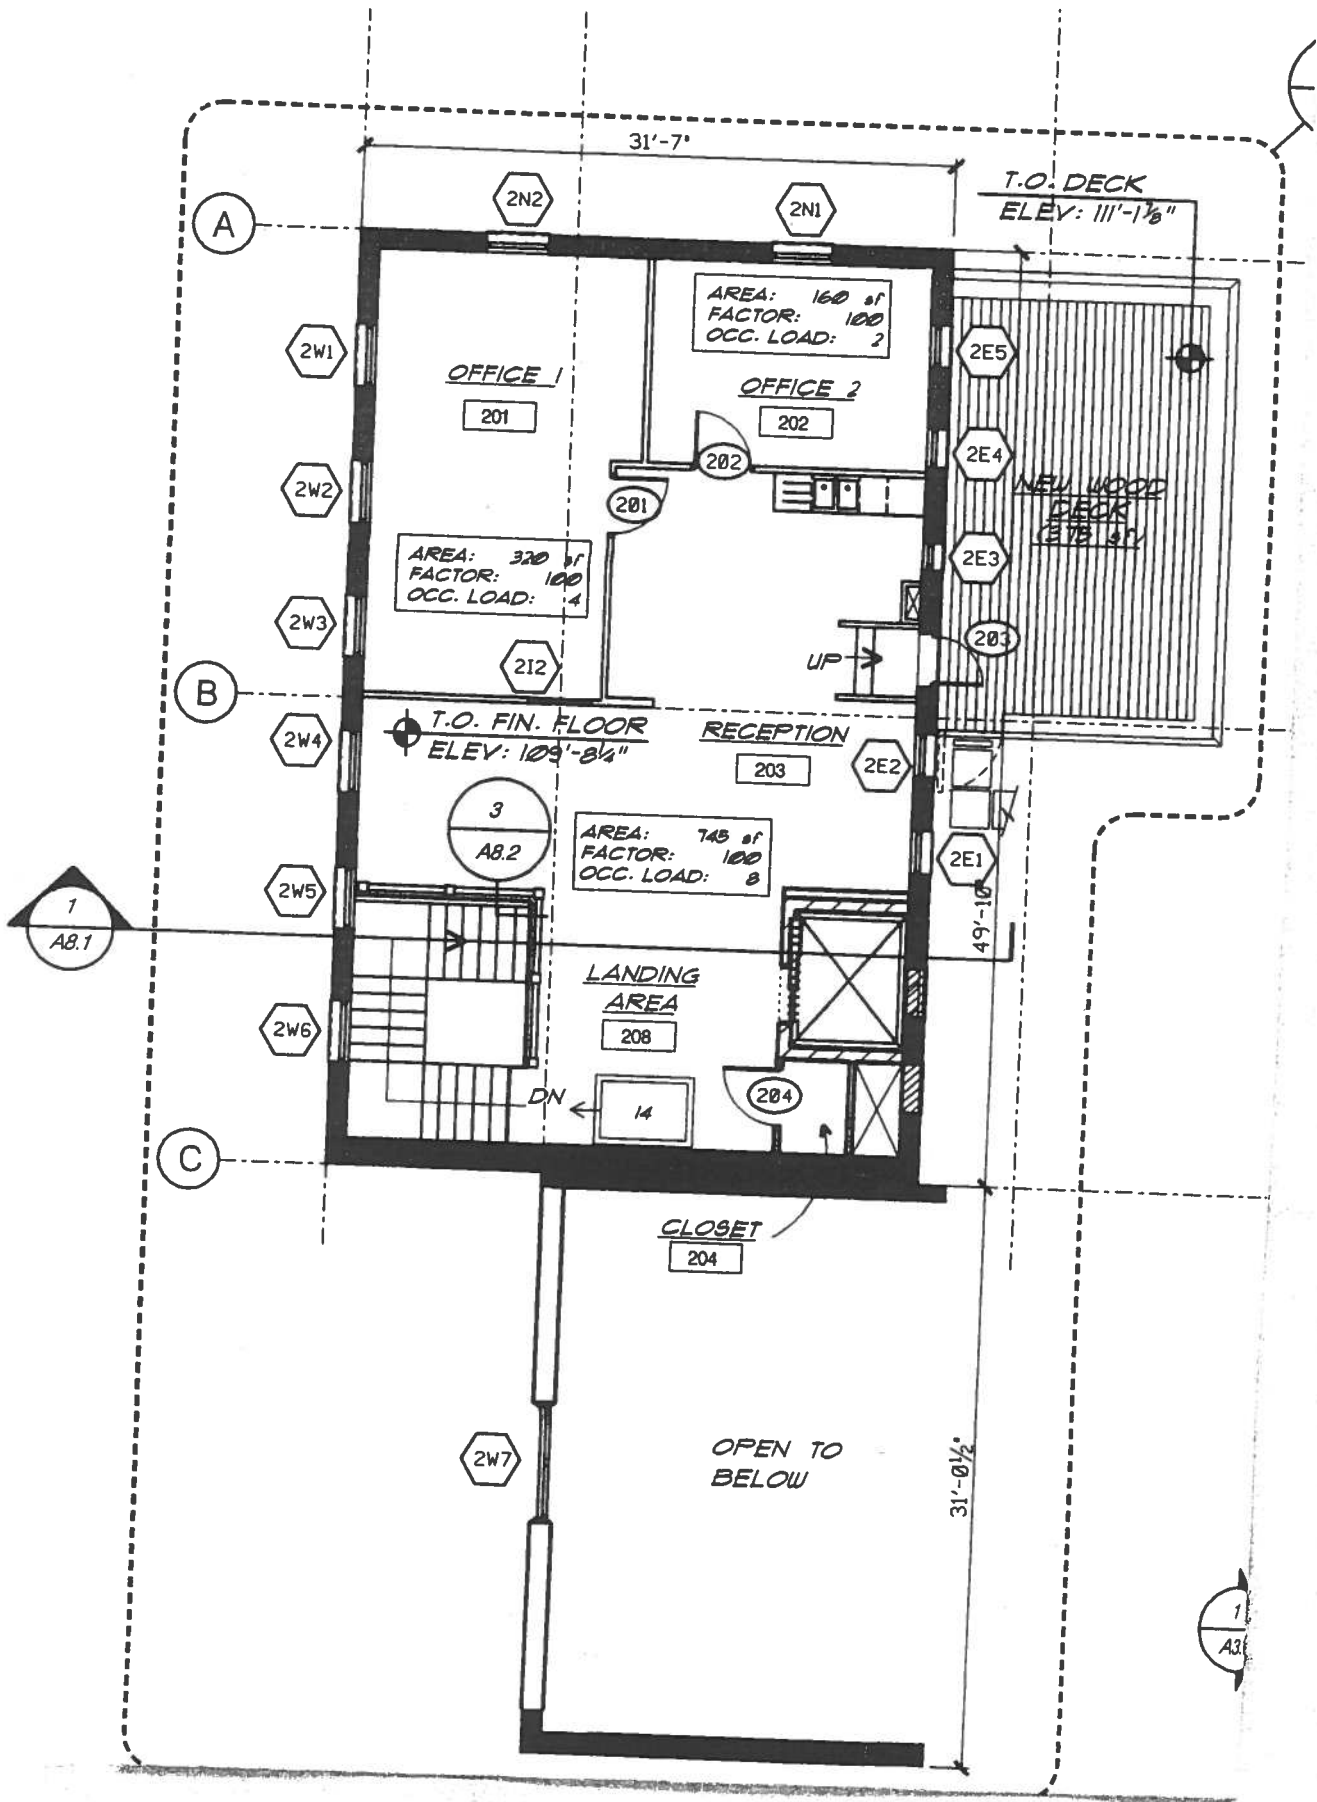 31'-7"
T.O. DECK
ELEV: 111'-1⅞"
2N2
2N1
A
AREA: 160 sf
FACTOR: 100
OCC. LOAD: 2
2W1
2E5
OFFICE 1
201
OFFICE 2
202
202
2E4
2W2
201
NEW WOOD
DECK
AREA: 320 sf
FACTOR: 100
OCC. LOAD: 4
2E3
2W3
203
UP
2I2
B
T.O. FIN. FLOOR
ELEV: 109'-8¼"
RECEPTION
203
2W4
2E2
3
A8.2
AREA: 745 sf
FACTOR: 100
OCC. LOAD: 8
2E1
2W5
1
A8.1
49'-10"
LANDING
AREA
208
2W6
DN
14
204
C
CLOSET
204
OPEN TO
BELOW
2W7
31'-0½"
1